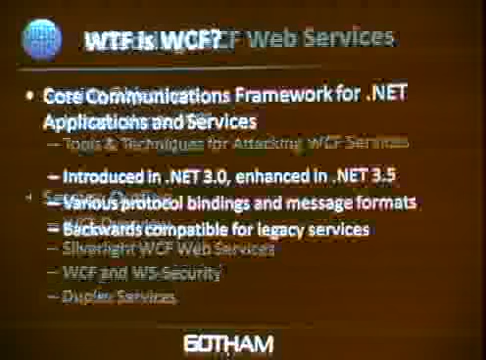 WTF is WCF?
CF Web Services
• Core Communications Framework for .NET
Applications and Services
– Tools & Techniques for Attacking WCF Services
– Introduced in .NET 3.0, enhanced in .NET 3.5
– Various protocol bindings and message formats
– Backwards compatible for legacy services
– Silverlight WCF Web Services
– WCF and WS-Security
– Duplex Services
GOTHAM